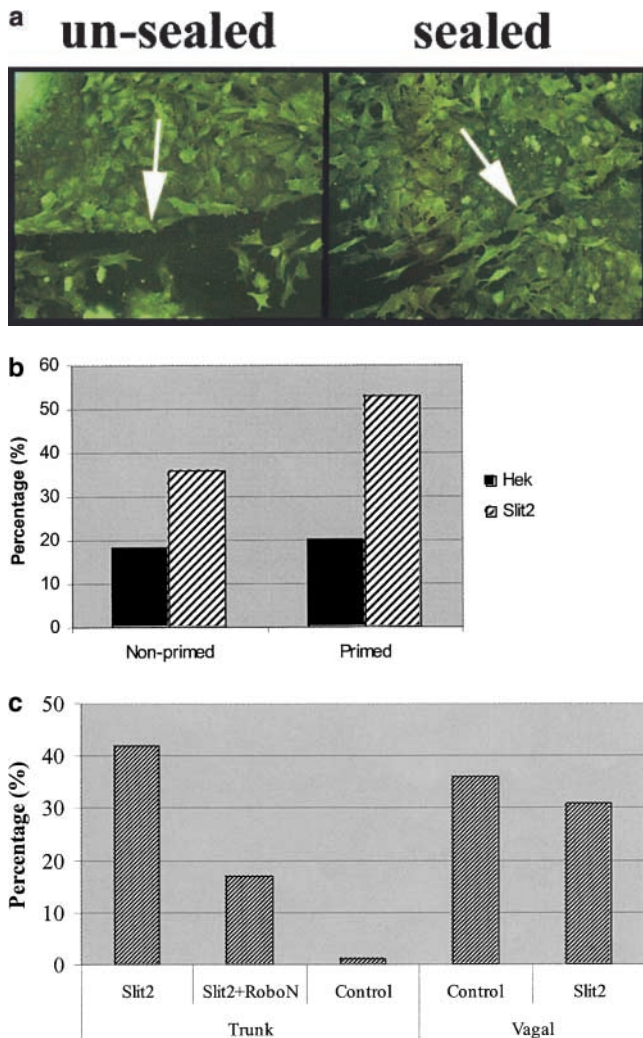 a
un-sealed sealed
b
Percentage (%)
60
50
40
30
20
10
0
Non-primed Primed
Hek
Slit2
c
Percentage (%)
50
40
30
20
10
0
Slit2 Slit2+RoboN Control Control Slit2
Trunk Vagal